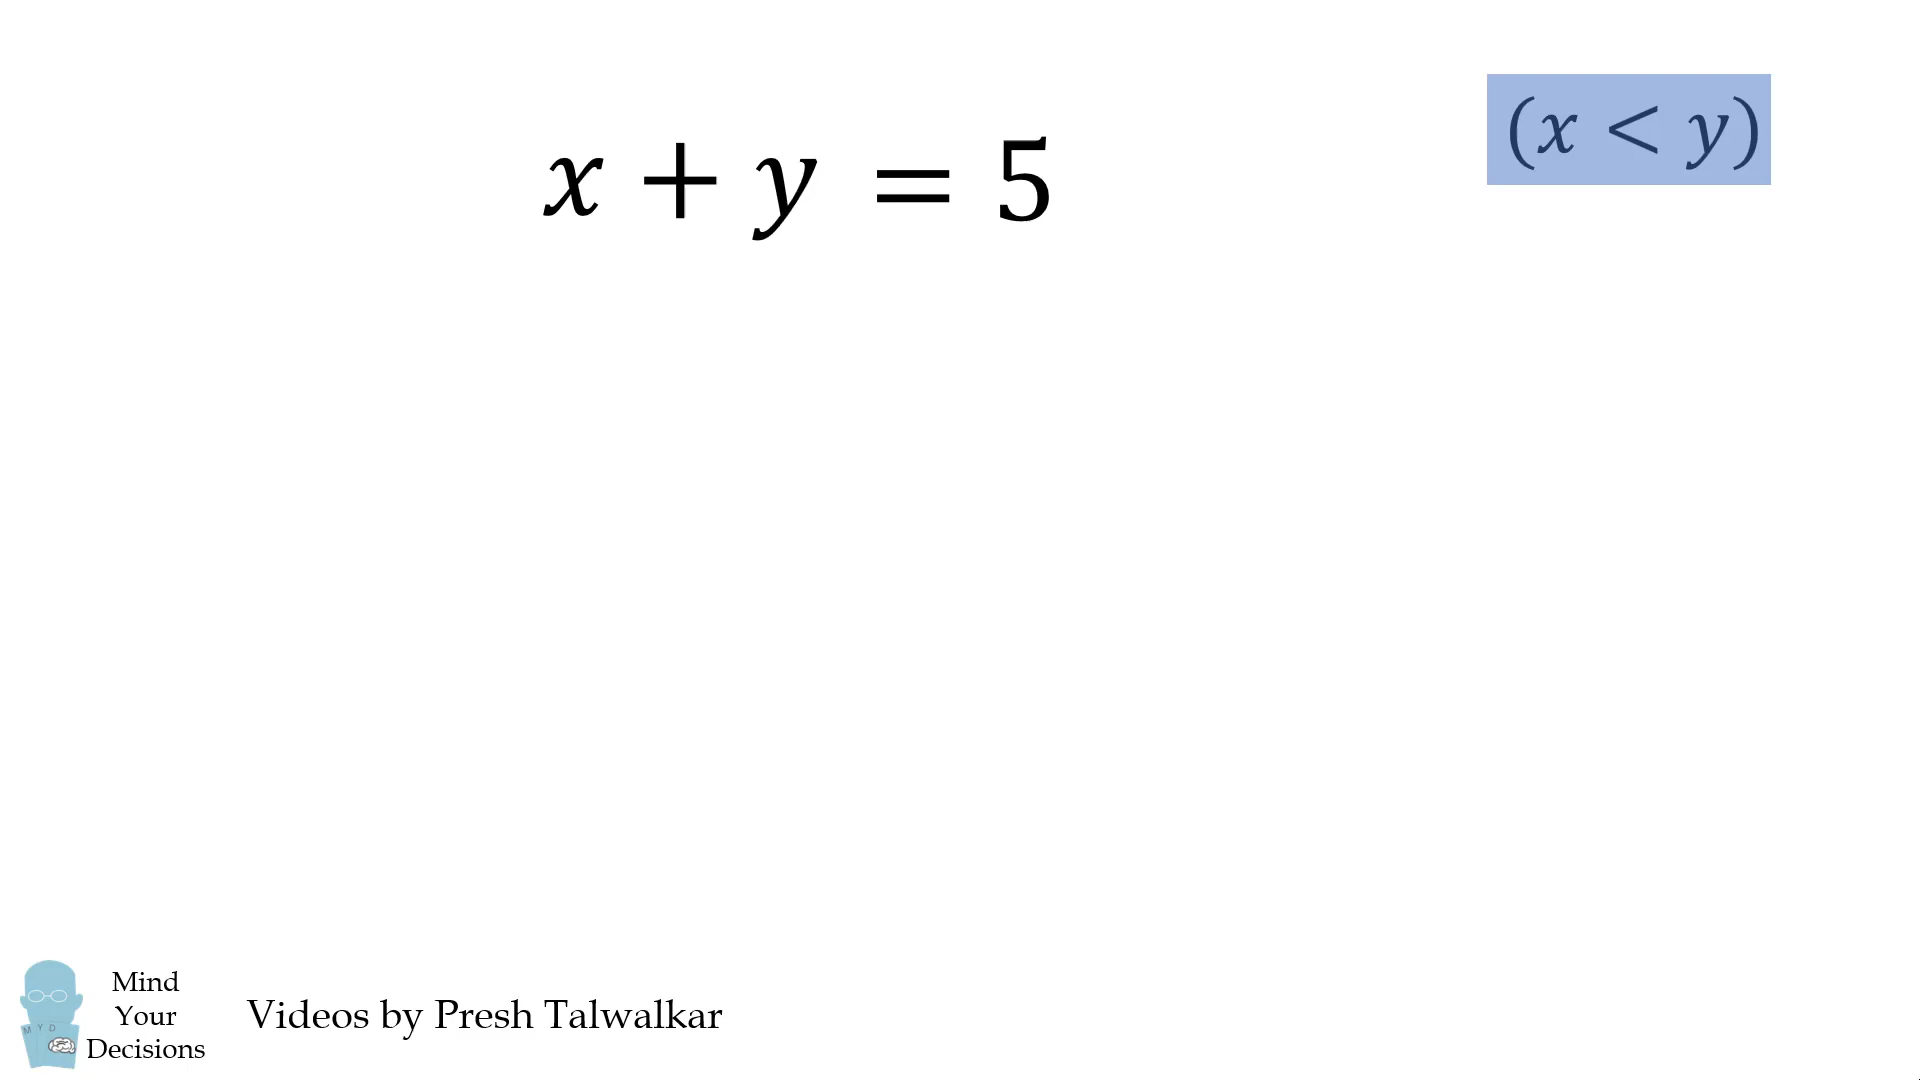 x + y = 5
(x < y)
M Y D
Mind
Your
Decisions
Videos by Presh Talwalkar